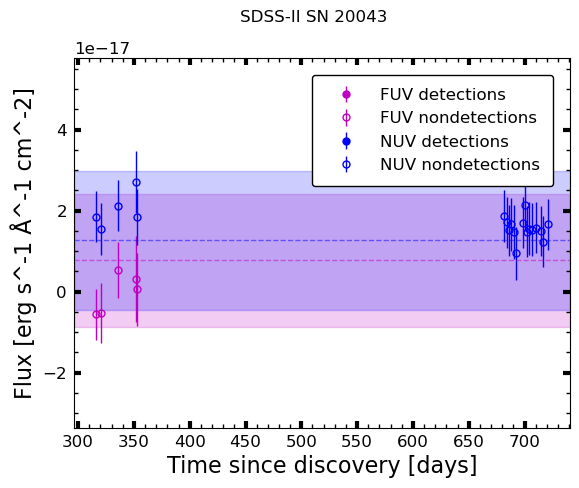 SDSS-II SN 20043
1e−17
FUV detections
FUV nondetections
NUV detections
NUV nondetections
4
2
0
−2
Flux [erg s^-1 Å^-1 cm^-2]
300 350 400 450 500 550 600 650 700
Time since discovery [days]